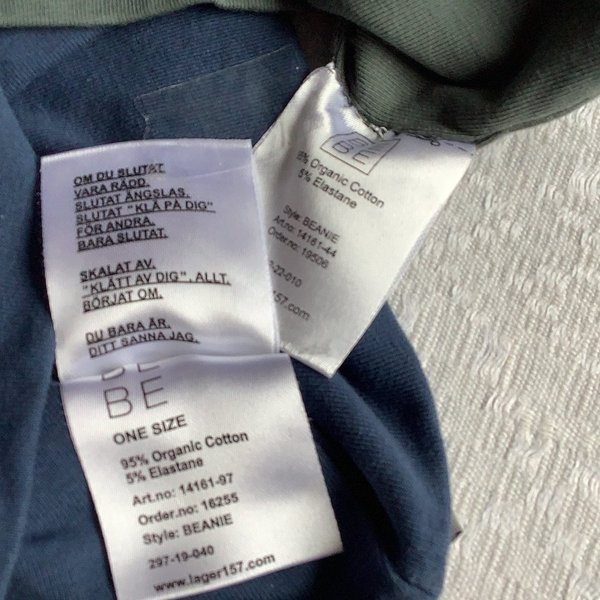 OM DU SLUTAT
VARA RÄDD.
SLUTAT ÄNGSLAS.
SLUTAT "KLÄ PÅ DIG"
FÖR ANDRA.
BARA SLUTAT.
SKALAT AV.
"KLÄTT AV DIG", ALLT.
BÖRJAT OM.
DU BARA ÄR.
DITT SANNA JAG.
BE
BE
ONE SIZE
95% Organic Cotton
5% Elastane
Art.no: 14161-97
Order.no: 16255
Style: BEANIE
297-19-040
www.lager157.com
BE
Organic Cotton
5% Elastane
Style: BEANIE
Art.no: 14161-44
Order.no: 19506
-22-010
157.com